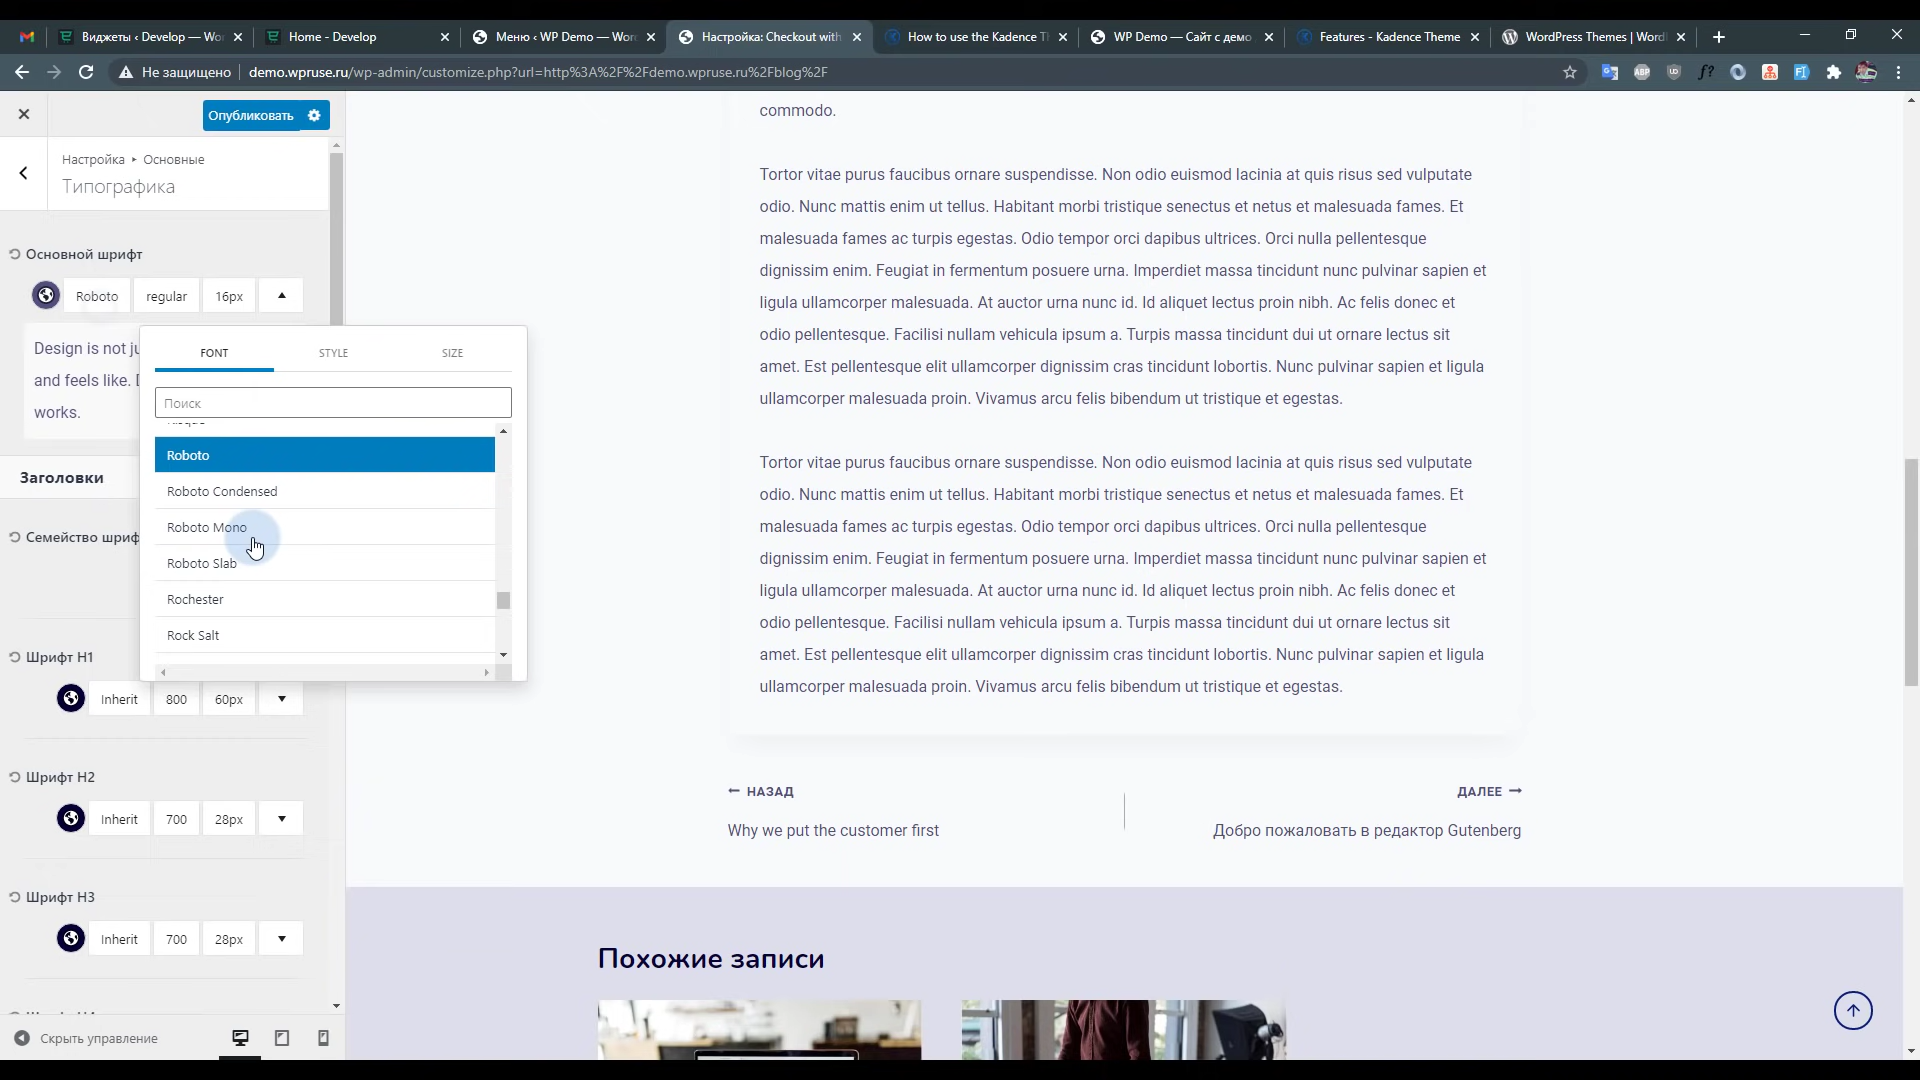 Виджеты ‹ Develop — Wo
Home - Develop
Меню ‹ WP Demo — Wor
Настройка: Checkout with
How to use the Kadence T
WP Demo — Сайт с демо
Features - Kadence Theme
WordPress Themes | Word
Не защищено
demo.wpruse.ru/wp-admin/customize.php?url=http%3A%2F%2Fdemo.wpruse.ru%2Fblog%2F
Опубликовать
Настройка ▸ Основные
Типографика
Основной шрифт
Roboto
regular
16px
Design is not ju
and feels like. D
works.
FONT
STYLE
SIZE
Поиск
Roboto
Roboto Condensed
Roboto Mono
Roboto Slab
Rochester
Rock Salt
Заголовки
Семейство шриф
Шрифт H1
Inherit
800
60px
Шрифт H2
Inherit
700
28px
Шрифт H3
Inherit
700
28px
Скрыть управление
commodo.
Tortor vitae purus faucibus ornare suspendisse. Non odio euismod lacinia at quis risus sed vulputate
odio. Nunc mattis enim ut tellus. Habitant morbi tristique senectus et netus et malesuada fames. Et
malesuada fames ac turpis egestas. Odio tempor orci dapibus ultrices. Orci nulla pellentesque
dignissim enim. Feugiat in fermentum posuere urna. Imperdiet massa tincidunt nunc pulvinar sapien et
ligula ullamcorper malesuada. At auctor urna nunc id. Id aliquet lectus proin nibh. Ac felis donec et
odio pellentesque. Facilisi nullam vehicula ipsum a. Turpis massa tincidunt dui ut ornare lectus sit
amet. Est pellentesque elit ullamcorper dignissim cras tincidunt lobortis. Nunc pulvinar sapien et ligula
ullamcorper malesuada proin. Vivamus arcu felis bibendum ut tristique et egestas.
Tortor vitae purus faucibus ornare suspendisse. Non odio euismod lacinia at quis risus sed vulputate
odio. Nunc mattis enim ut tellus. Habitant morbi tristique senectus et netus et malesuada fames. Et
malesuada fames ac turpis egestas. Odio tempor orci dapibus ultrices. Orci nulla pellentesque
dignissim enim. Feugiat in fermentum posuere urna. Imperdiet massa tincidunt nunc pulvinar sapien et
ligula ullamcorper malesuada. At auctor urna nunc id. Id aliquet lectus proin nibh. Ac felis donec et
odio pellentesque. Facilisi nullam vehicula ipsum a. Turpis massa tincidunt dui ut ornare lectus sit
amet. Est pellentesque elit ullamcorper dignissim cras tincidunt lobortis. Nunc pulvinar sapien et ligula
ullamcorper malesuada proin. Vivamus arcu felis bibendum ut tristique et egestas.
← НАЗАД
Why we put the customer first
ДАЛЕЕ →
Добро пожаловать в редактор Gutenberg
Похожие записи